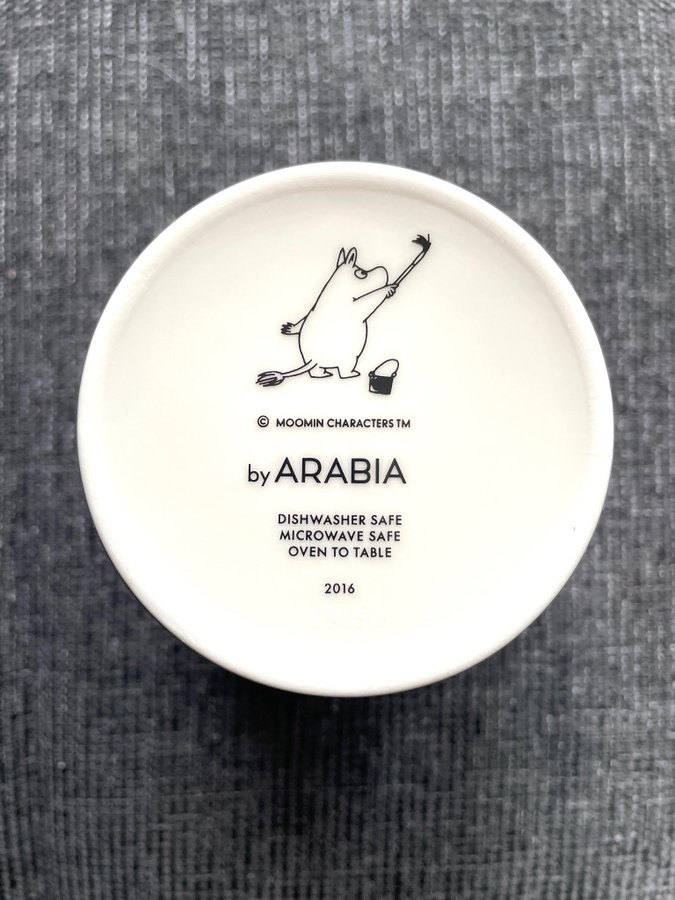 © MOOMIN CHARACTERS TM
by ARABIA
DISHWASHER SAFE
MICROWAVE SAFE
OVEN TO TABLE
2016